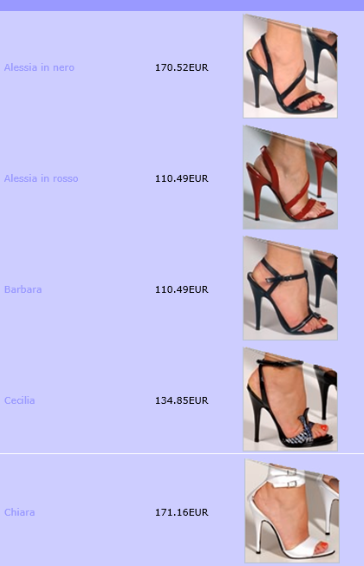 Alessia in nero 170.52EUR
Alessia in rosso 110.49EUR
Barbara 110.49EUR
Cecilia 134.85EUR
Chiara 171.16EUR